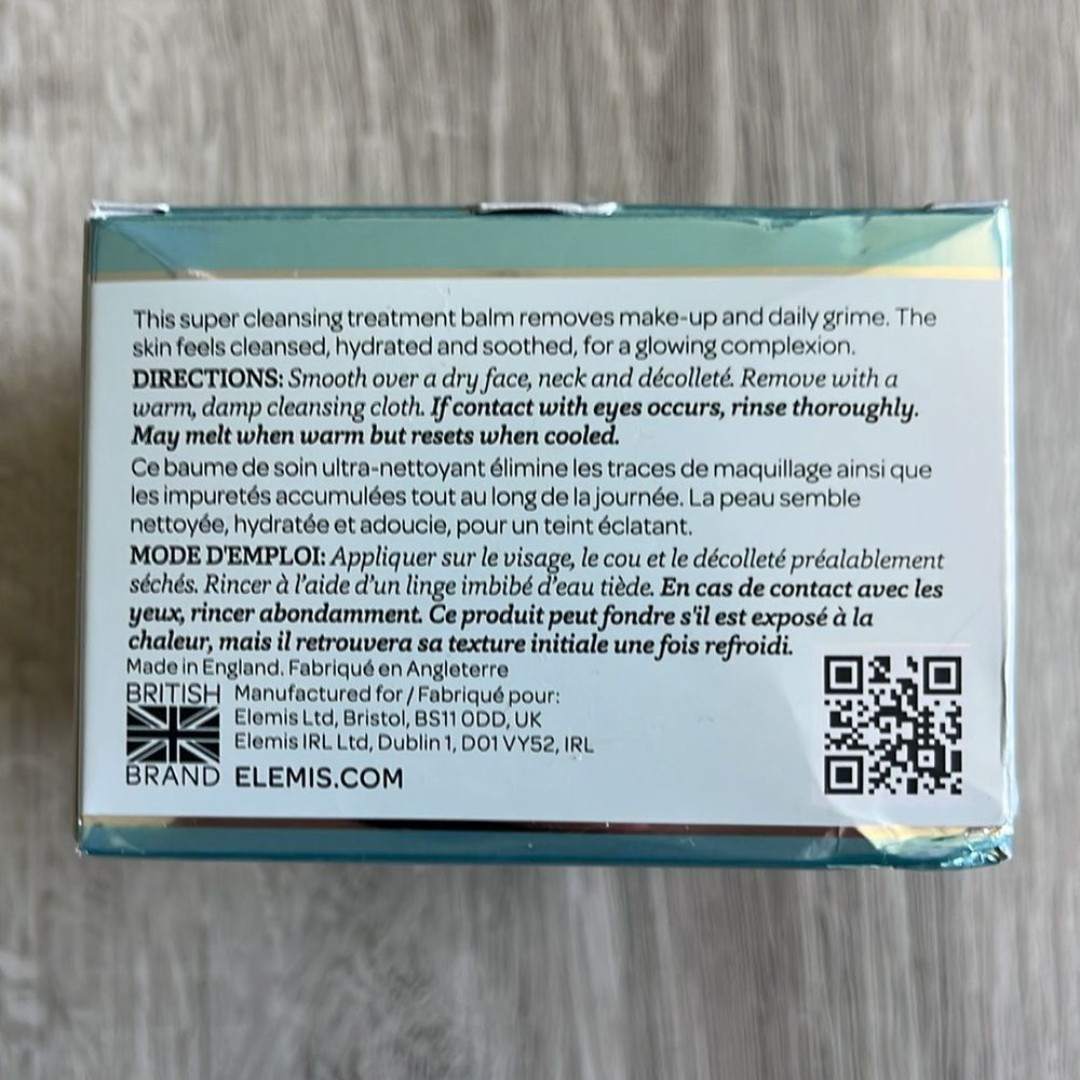 This super cleansing treatment balm removes make-up and daily grime. The
skin feels cleansed, hydrated and soothed, for a glowing complexion.
DIRECTIONS: Smooth over a dry face, neck and décolleté. Remove with a
warm, damp cleansing cloth. If contact with eyes occurs, rinse thoroughly.
May melt when warm but resets when cooled.
Ce baume de soin ultra-nettoyant élimine les traces de maquillage ainsi que
les impuretés accumulées tout au long de la journée. La peau semble
nettoyée, hydratée et adoucie, pour un teint éclatant.
MODE D'EMPLOI: Appliquer sur le visage, le cou et le décolleté préalablement
séchés. Rincer à l'aide d'un linge imbibé d'eau tiède. En cas de contact avec les
yeux, rincer abondamment. Ce produit peut fondre s'il est exposé à la
chaleur, mais il retrouvera sa texture initiale une fois refroidi.
Made in England. Fabriqué en Angleterre
BRITISH
BRAND
Manufactured for / Fabriqué pour:
Elemis Ltd, Bristol, BS11 0DD, UK
Elemis IRL Ltd, Dublin 1, D01 VY52, IRL
ELEMIS.COM